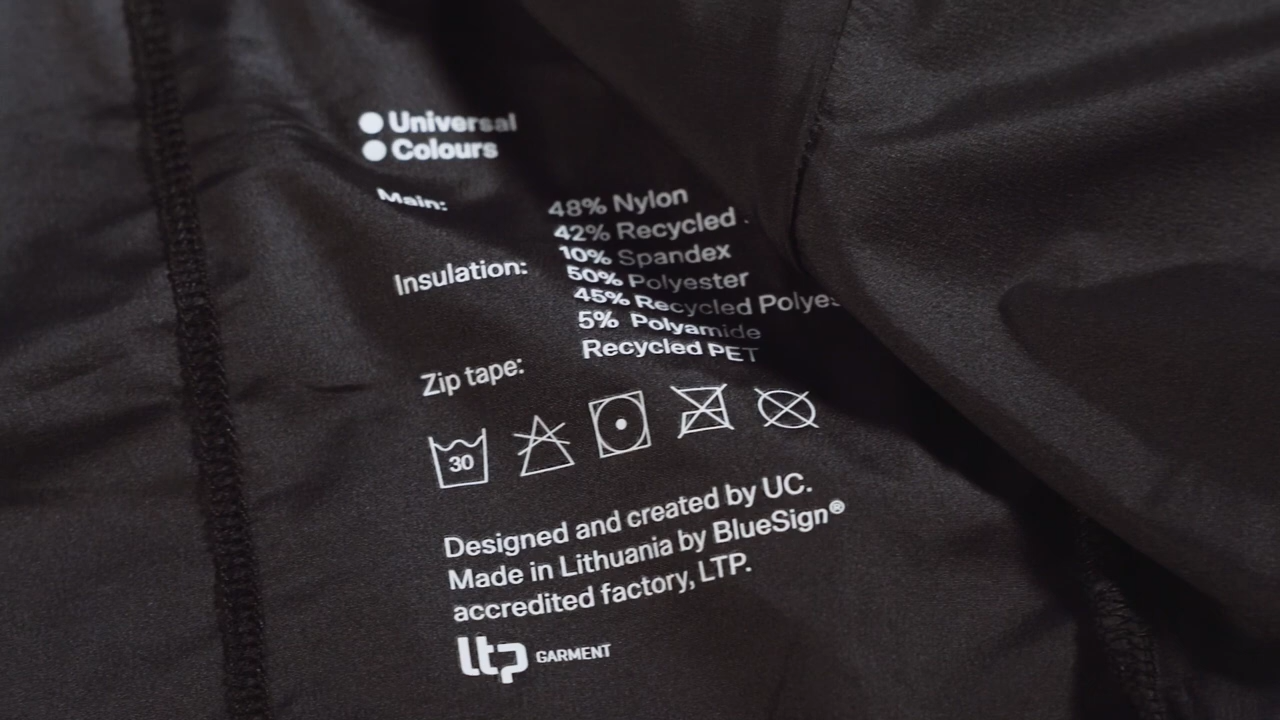 Universal
Colours
Main:
48% Nylon
42% Recycled
10% Spandex
Insulation:
50% Polyester
45% Recycled
5% Polyamide
Zip tape:
Recycled PET
30
Designed and created by UC.
Made in Lithuania by BlueSign®
accredited factory, LTP.
ltp GARMENT